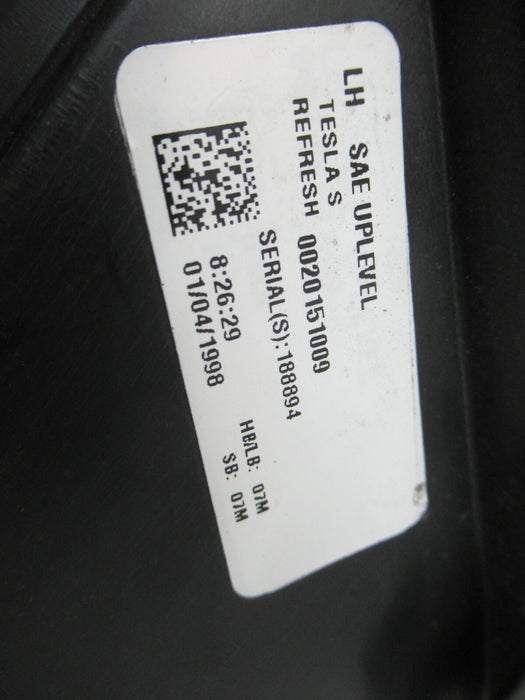 LH SAE UPLEVEL
TESLA S
REFRESH 0020151009
SERIAL(S):188894
8:26:29
01/04/1998
HB/LB: 07M
SB: 07M